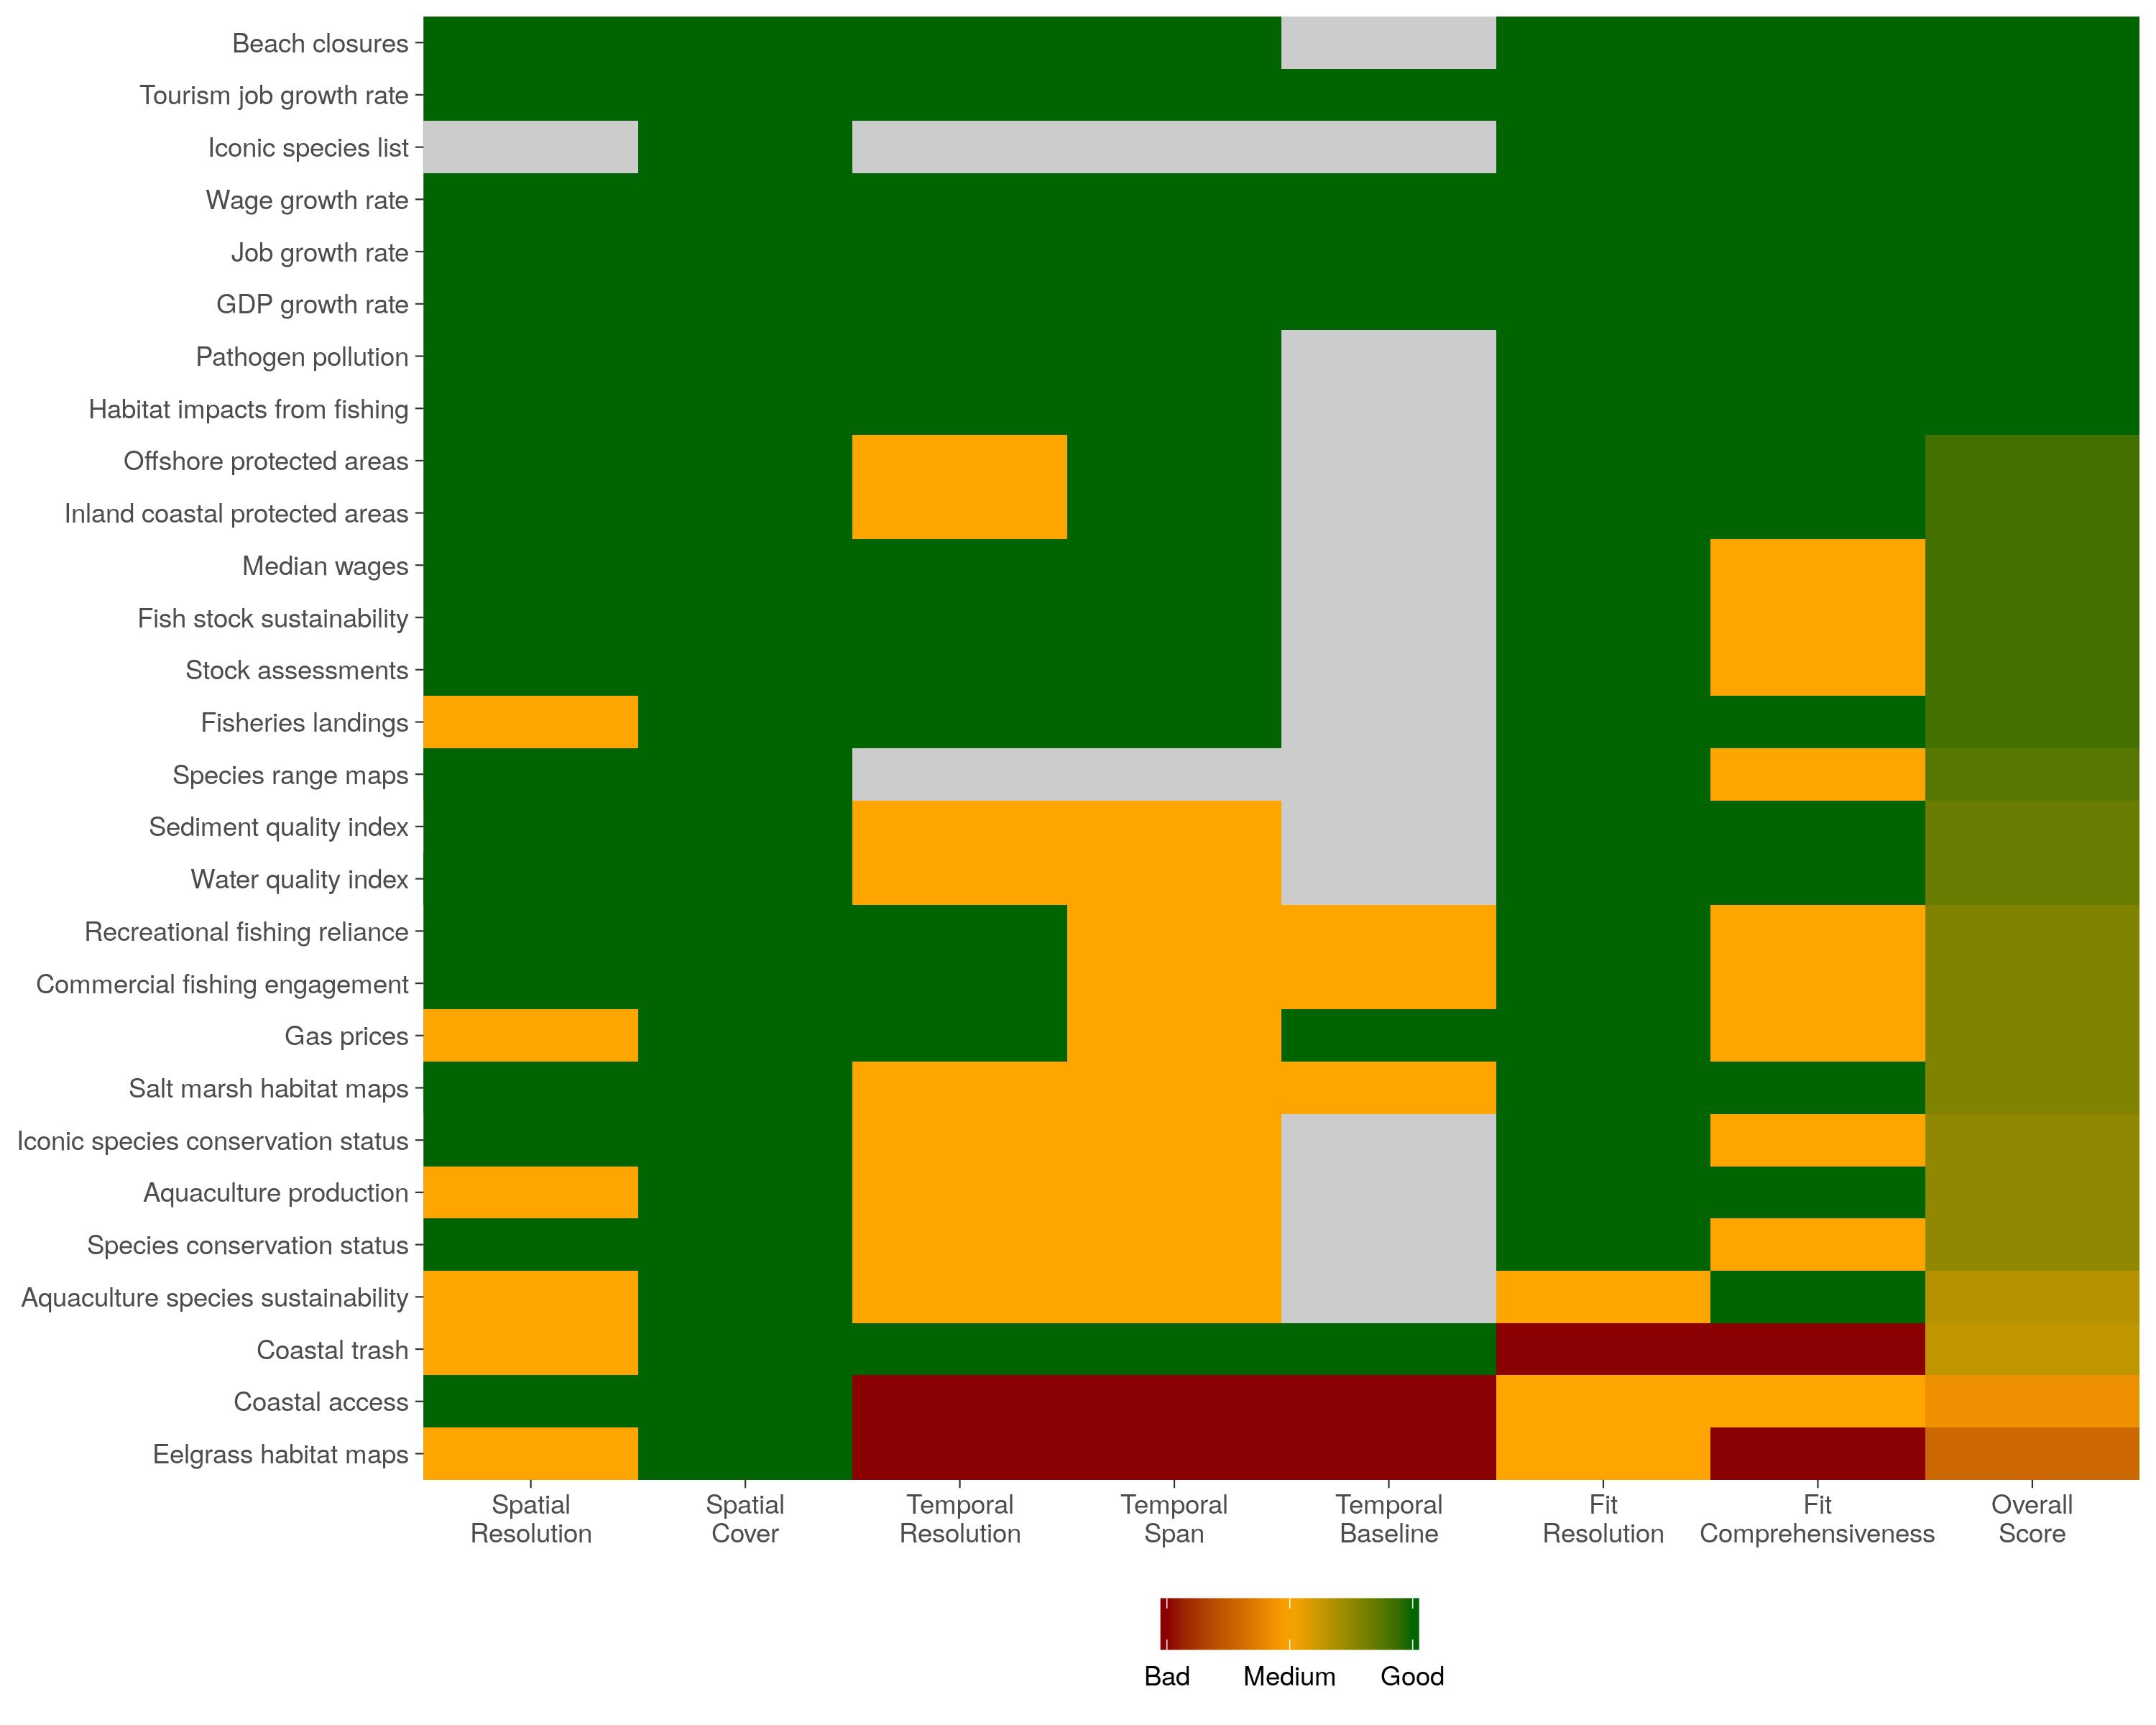 Beach closures
Tourism job growth rate
Iconic species list
Wage growth rate
Job growth rate
GDP growth rate
Pathogen pollution
Habitat impacts from fishing
Offshore protected areas
Inland coastal protected areas
Median wages
Fish stock sustainability
Stock assessments
Fisheries landings
Species range maps
Sediment quality index
Water quality index
Recreational fishing reliance
Commercial fishing engagement
Gas prices
Salt marsh habitat maps
Iconic species conservation status
Aquaculture production
Species conservation status
Aquaculture species sustainability
Coastal trash
Coastal access
Eelgrass habitat maps
Spatial
Resolution
Spatial
Cover
Temporal
Resolution
Temporal
Span
Temporal
Baseline
Fit
Resolution
Fit
Comprehensiveness
Overall
Score
Bad
Medium
Good